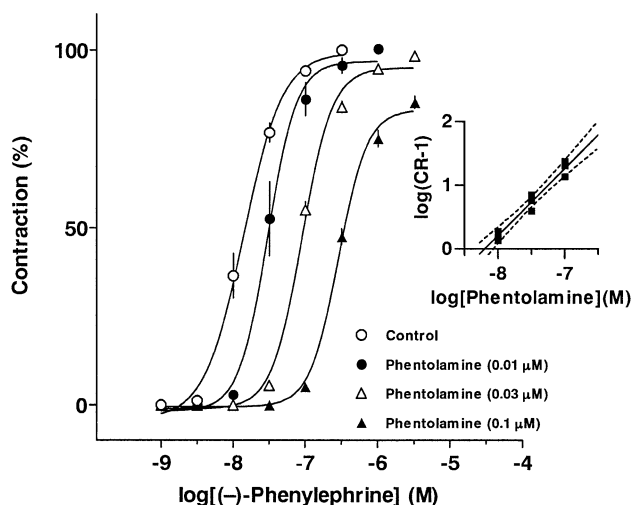 100
50
0
Contraction (%)
-9
-8
-7
-6
-5
-4
log[(−)-Phenylephrine] (M)
2
1
0
log(CR-1)
-8
-7
log[Phentolamine](M)
Control
Phentolamine (0.01 μM)
Phentolamine (0.03 μM)
Phentolamine (0.1 μM)